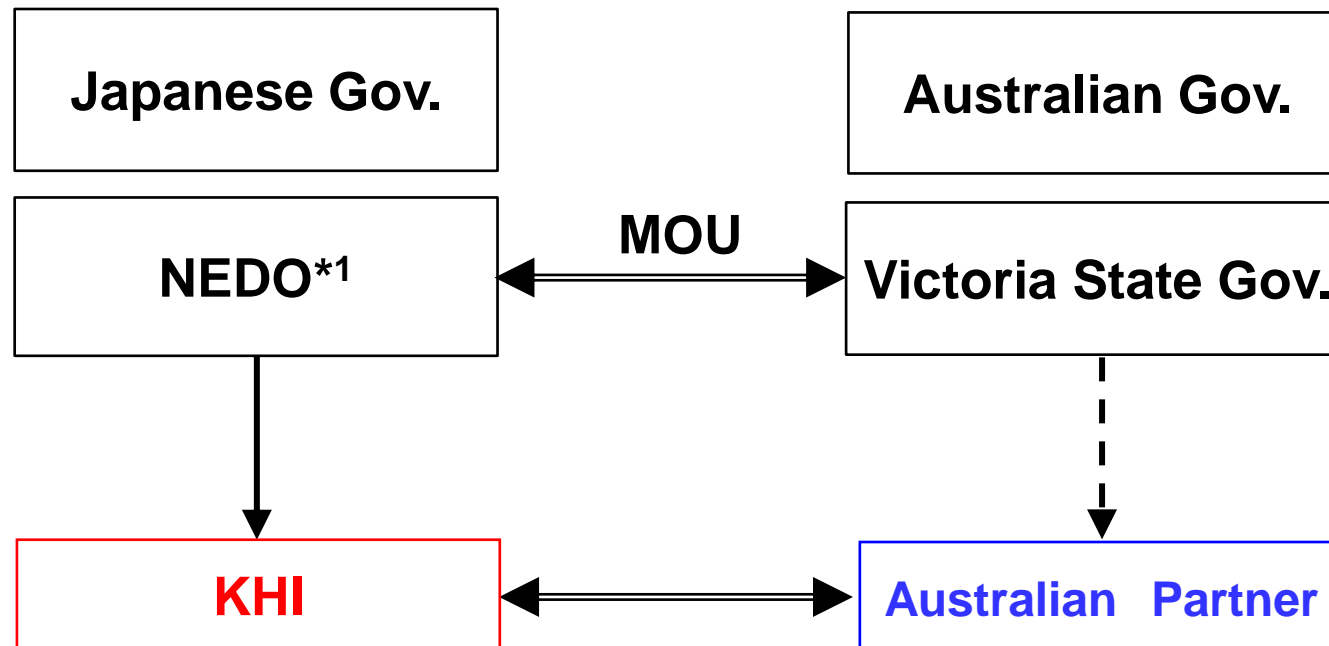 Japanese Gov.
Australian Gov.
NEDO*1
MOU
Victoria State Gov.
KHI
Australian Partner